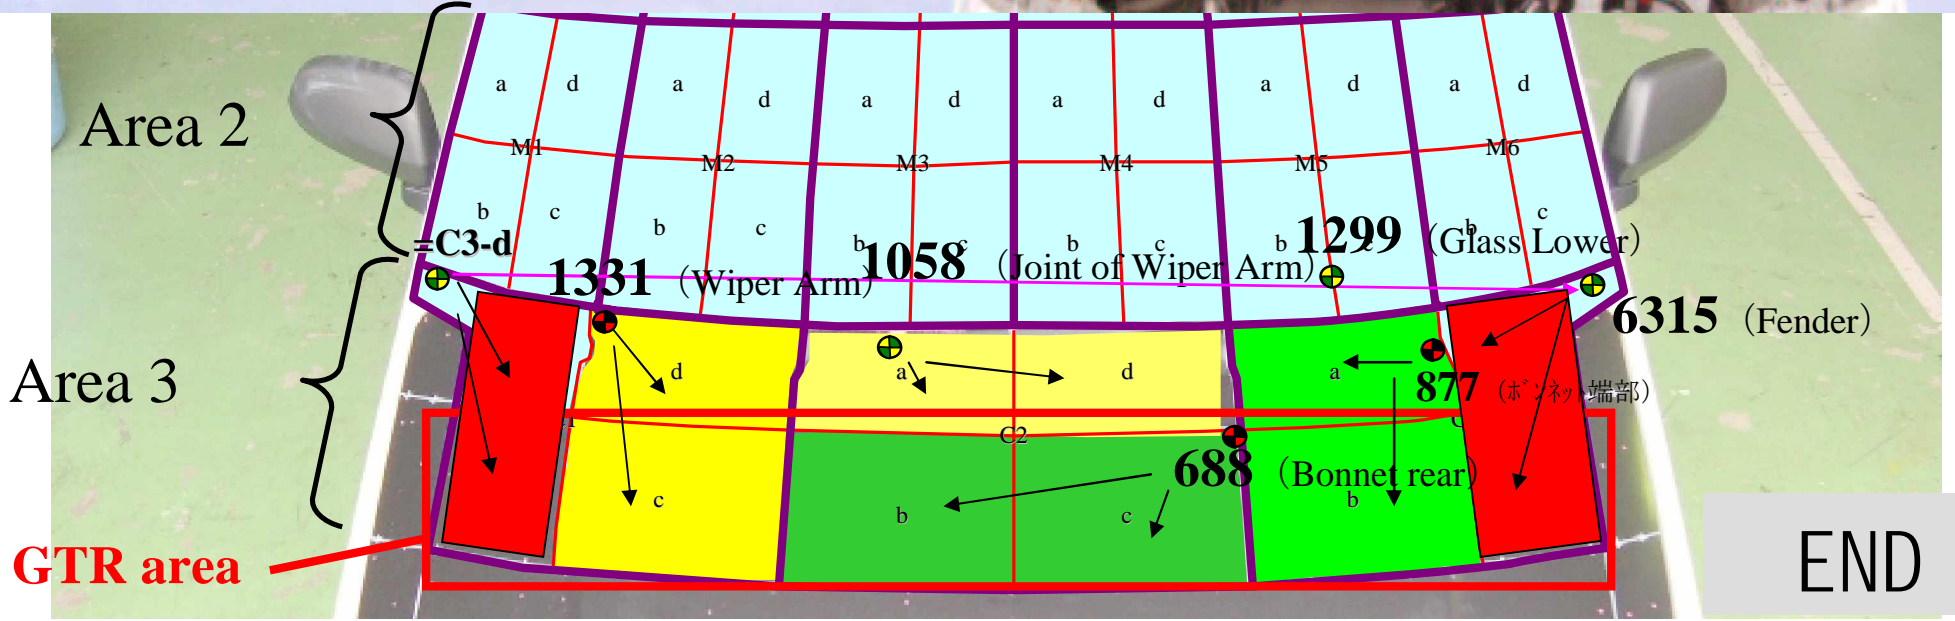 Area 2
a d a d a d a d a d a d
M1 M2 M3 M4 M5 M6
b c b c b c b c b b c
=C3-d
1331 (Wiper Arm)
1058 (Joint of Wiper Arm)
1299 (Glass Lower)
6315 (Fender)
Area 3
d a d a
877 (ボンネット端部)
C2
688 (Bonnet rear)
c b c b
GTR area
END